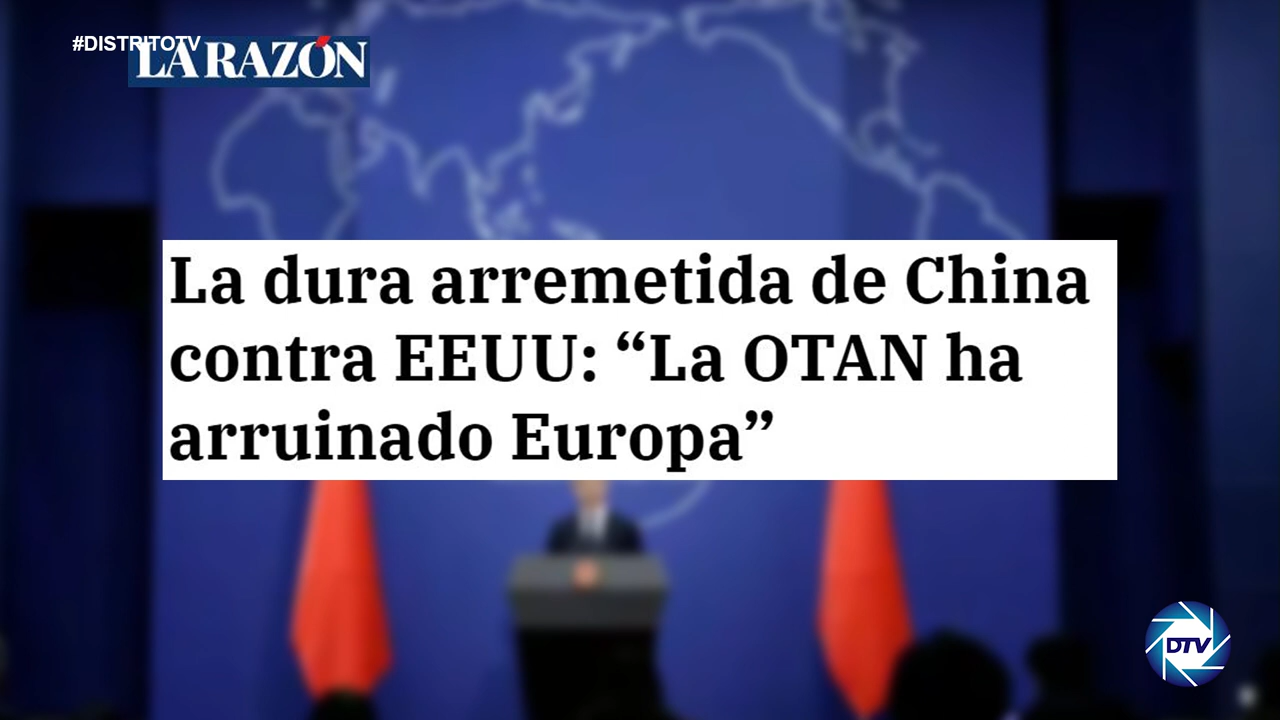 #DISTRITOTV
LA RAZÓN
La dura arremetida de China
contra EEUU: “La OTAN ha
arruinado Europa”
DTV